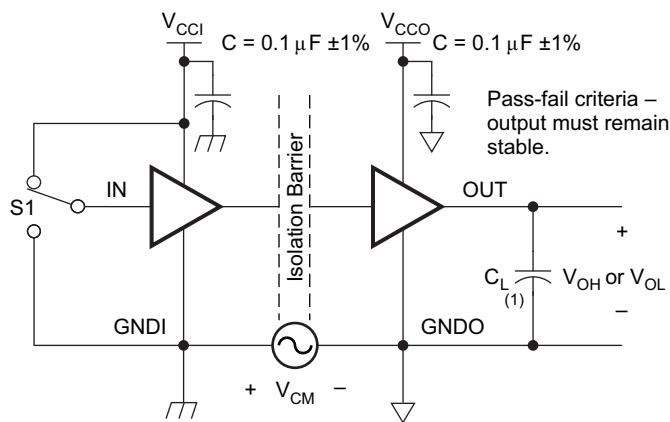 V_CCI
C = 0.1 μF ±1%
V_CCO
C = 0.1 μF ±1%
Pass-fail criteria –
output must remain
stable.
Isolation Barrier
IN
OUT
S1
+
C_L
(1)
V_OH or V_OL
–
GNDI
GNDO
+ V_CM –